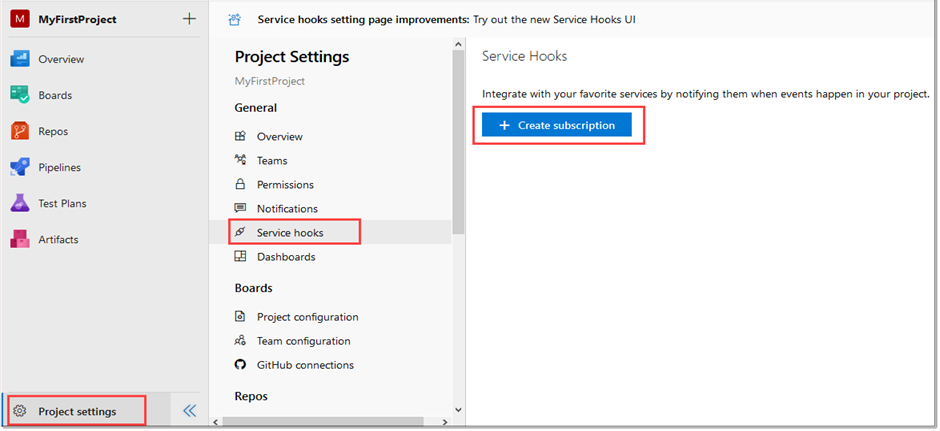 M MyFirstProject +
Overview
Boards
Repos
Pipelines
Test Plans
Artifacts
Project settings
Service hooks setting page improvements: Try out the new Service Hooks UI
Project Settings
MyFirstProject
General
Overview
Teams
Permissions
Notifications
Service hooks
Dashboards
Boards
Project configuration
Team configuration
GitHub connections
Repos
Service Hooks
Integrate with your favorite services by notifying them when events happen in your project.
+ Create subscription